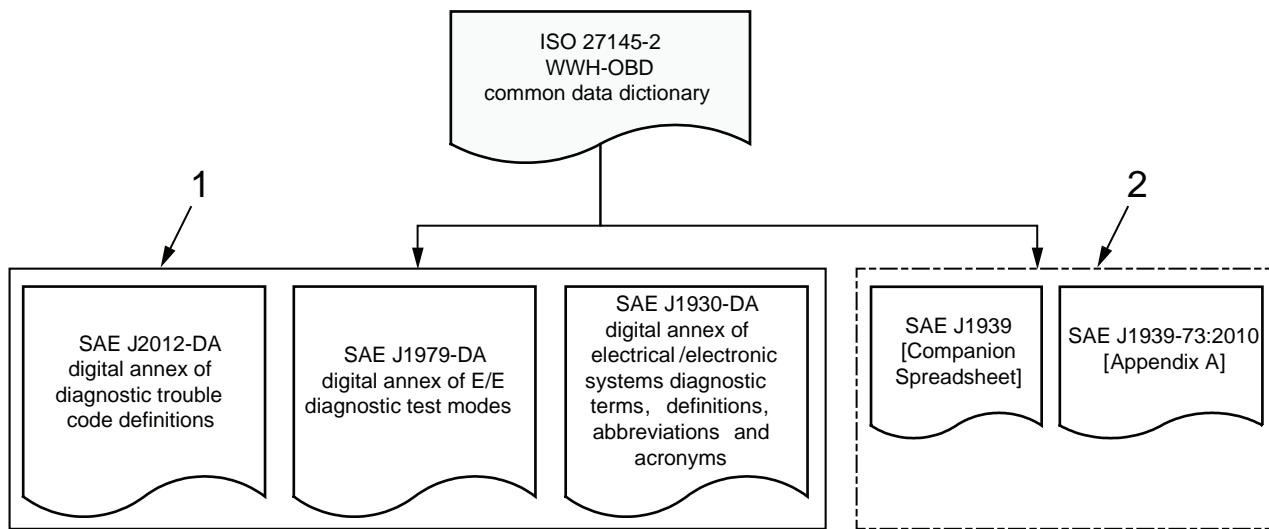 ISO 27145-2
WWH-OBD
common data dictionary
1
2
SAE J2012-DA
digital annex of
diagnostic trouble
code definitions
SAE J1979-DA
digital annex of E/E
diagnostic test modes
SAE J1930-DA
digital annex of
electrical/electronic
systems diagnostic
terms, definitions,
abbreviations and
acronyms
SAE J1939
[Companion
Spreadsheet]
SAE J1939-73:2010
[Appendix A]